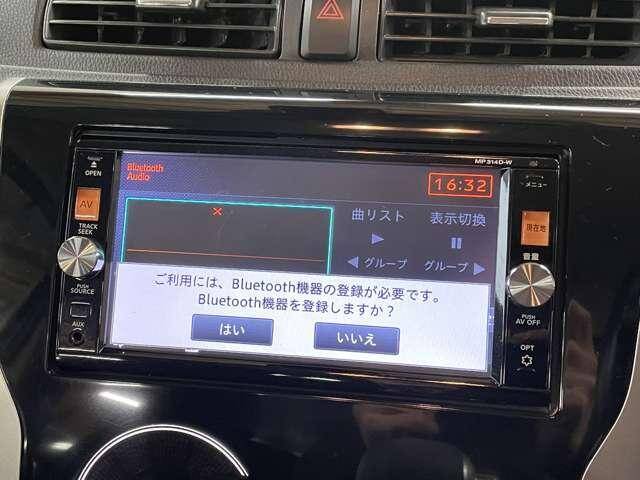 MP314D-W
OPEN
メニュー
Bluetooth
Audio
16:32
AV
TRACK
SEEK
曲リスト
表示切換
現在地
音量
グループ
グループ
PUSH
SOURCE
AUX
ご利用には、Bluetooth機器の登録が必要です。
Bluetooth機器を登録しますか？
はい
いいえ
PUSH
AV OFF
OPT